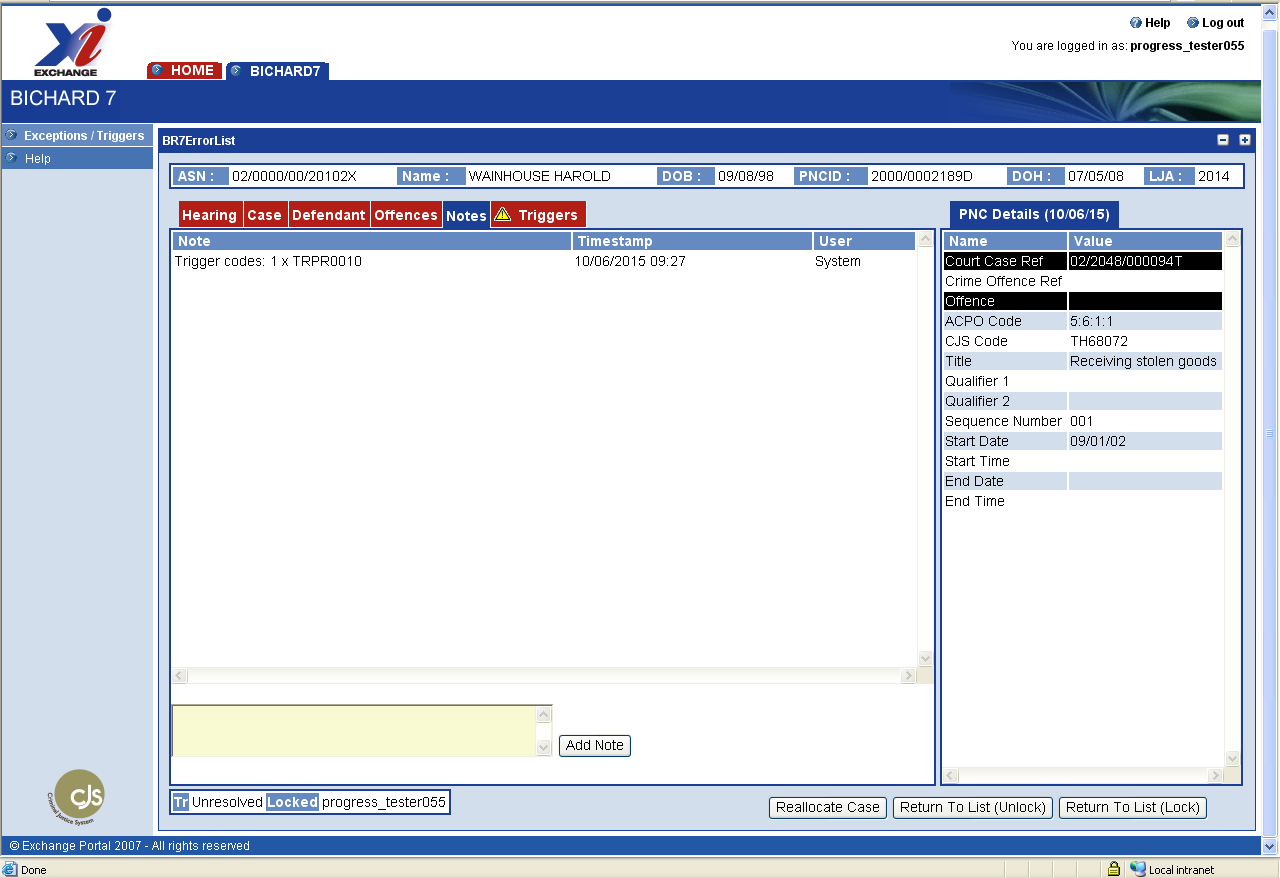 Help Log out
You are logged in as: progress_tester055
EXCHANGE
HOME BICHARD7
BICHARD 7
Exceptions / Triggers
Help
BR7ErrorList
ASN : 02/0000/00/20102X Name : WAINHOUSE HAROLD DOB : 09/08/98 PNCID : 2000/0002189D DOH : 07/05/08 LJA : 2014
Hearing Case Defendant Offences Notes Triggers
Note Timestamp User
Trigger codes: 1 x TRPR0010 10/06/2015 09:27 System
Add Note
PNC Details (10/06/15)
Name Value
Court Case Ref 02/2048/000094T
Crime Offence Ref
Offence
ACPO Code 5:6:1:1
CJS Code TH68072
Title Receiving stolen goods
Qualifier 1
Qualifier 2
Sequence Number 001
Start Date 09/01/02
Start Time
End Date
End Time
Tr Unresolved Locked progress_tester055
Reallocate Case Return To List (Unlock) Return To List (Lock)
cjs
Criminal Justice System
© Exchange Portal 2007 - All rights reserved
Done Local intranet